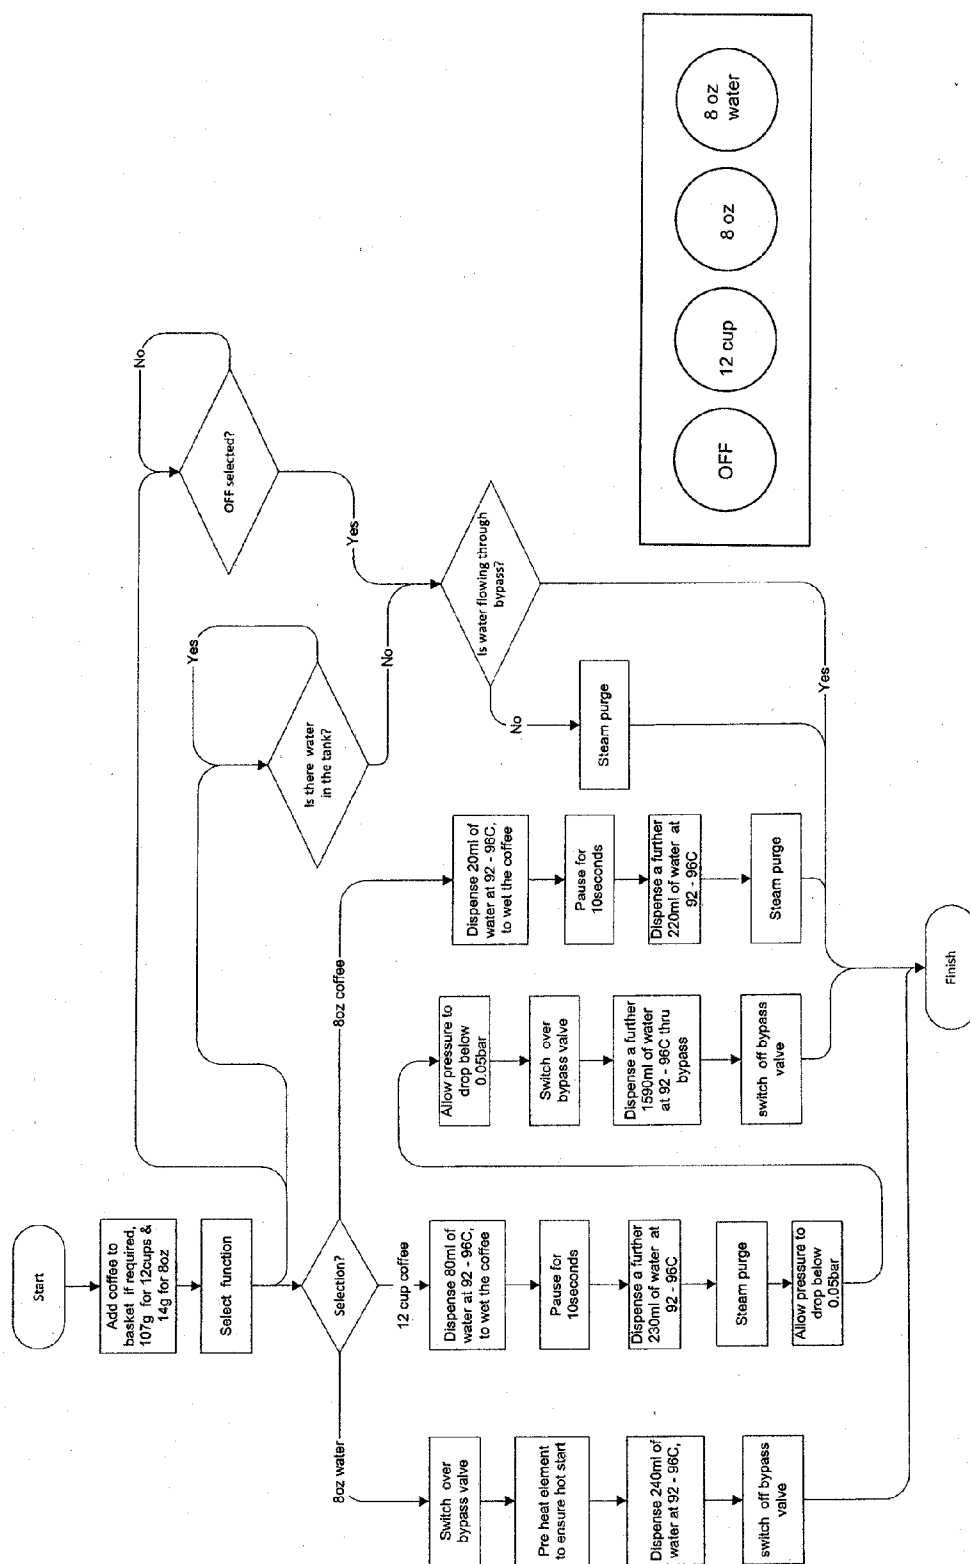 Start
Add coffee to
basket if required,
107g for 12cups &
14g for 8oz
Select function
Selection?
8oz water
12 cup coffee
8oz coffee
Switch over
bypass valve
Pre heat element
to ensure hot start
Dispense 240ml of
water at 92 - 96C,
switch off bypass
valve
Dispense 80ml of
water at 92 - 96C,
to wet the coffee
Pause for
10seconds
Dispense a further
230ml of water at
92 - 96C
Steam purge
Allow pressure to
drop below
0.05bar
Allow pressure to
drop below
0.05bar
Switch over
bypass valve
Dispense a further
1590ml of water
at 92 - 96C thru
bypass
switch off bypass
valve
Dispense 20ml of
water at 92 - 96C,
to wet the coffee
Pause for
10seconds
Dispense a further
220ml of water at
92 - 96C
Steam purge
Is there water
in the tank?
Yes
No
OFF selected?
No
Yes
Is water flowing through
bypass?
No
Steam purge
Yes
Finish
OFF
12 cup
8 oz
8 oz
water